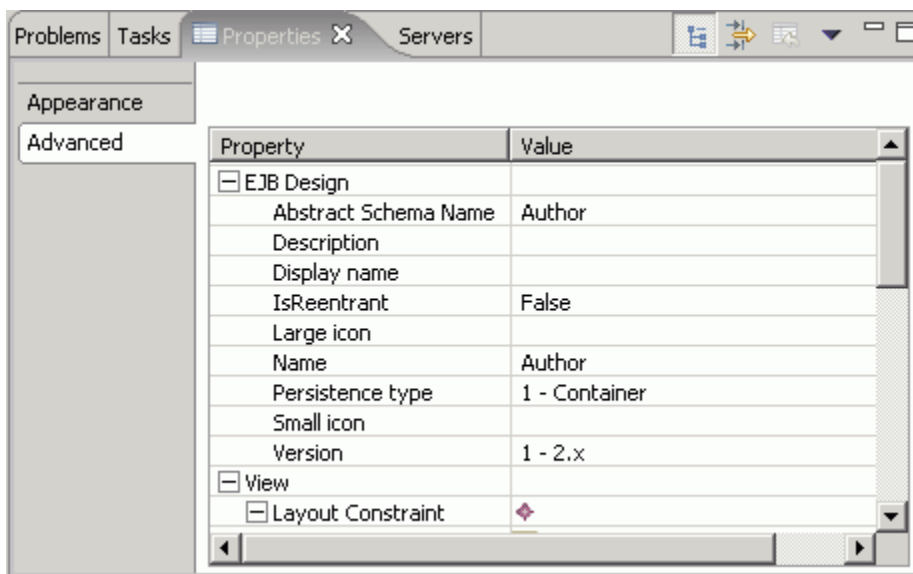 Problems Tasks Properties Servers
Appearance
Advanced
Property Value
EJB Design
Abstract Schema Name Author
Description
Display name
IsReentrant False
Large icon
Name Author
Persistence type 1 - Container
Small icon
Version 1 - 2.x
View
Layout Constraint